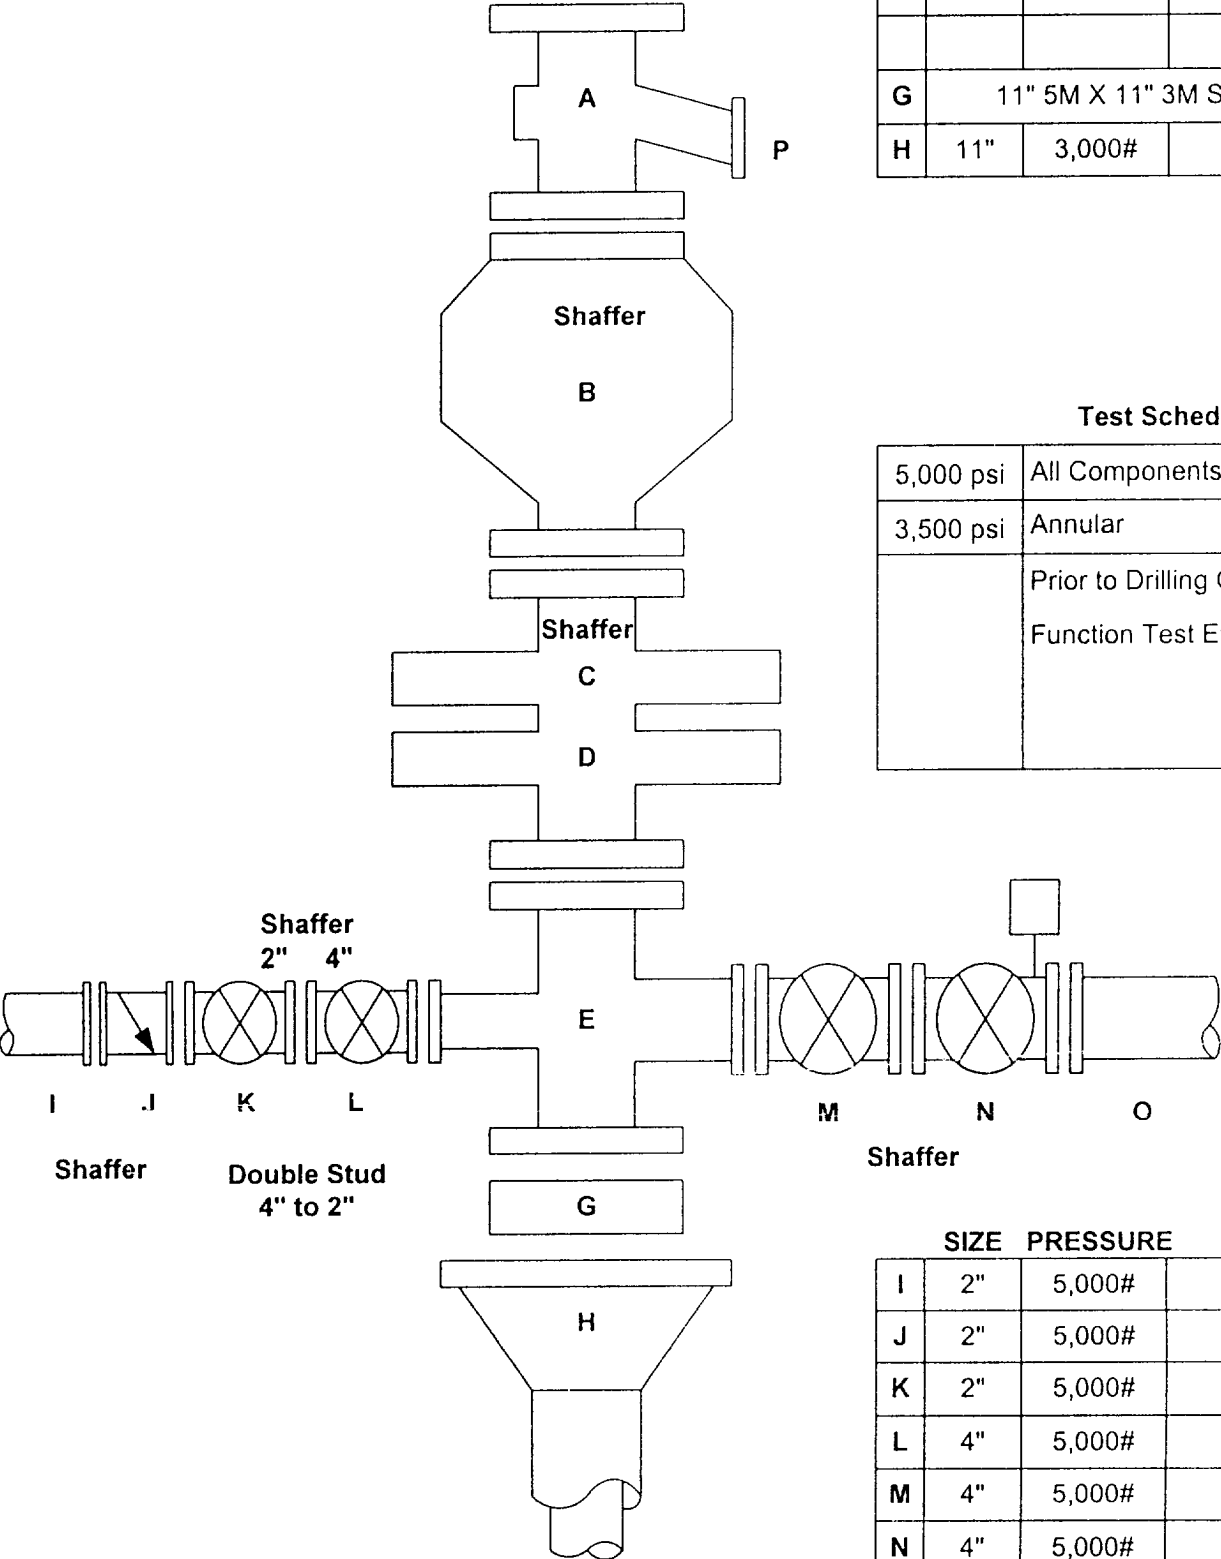 A
P
G 11" 5M X 11" 3M S
H 11" 3,000#
Shaffer
B
Test Sched
5,000 psi All Components
3,500 psi Annular
Prior to Drilling
Function Test E
Shaffer
C
D
Shaffer
2" 4"
E
I J K L
M N O
Shaffer
Double Stud
4" to 2"
Shaffer
G
H
SIZE PRESSURE
I 2" 5,000#
J 2" 5,000#
K 2" 5,000#
L 4" 5,000#
M 4" 5,000#
N 4" 5,000#